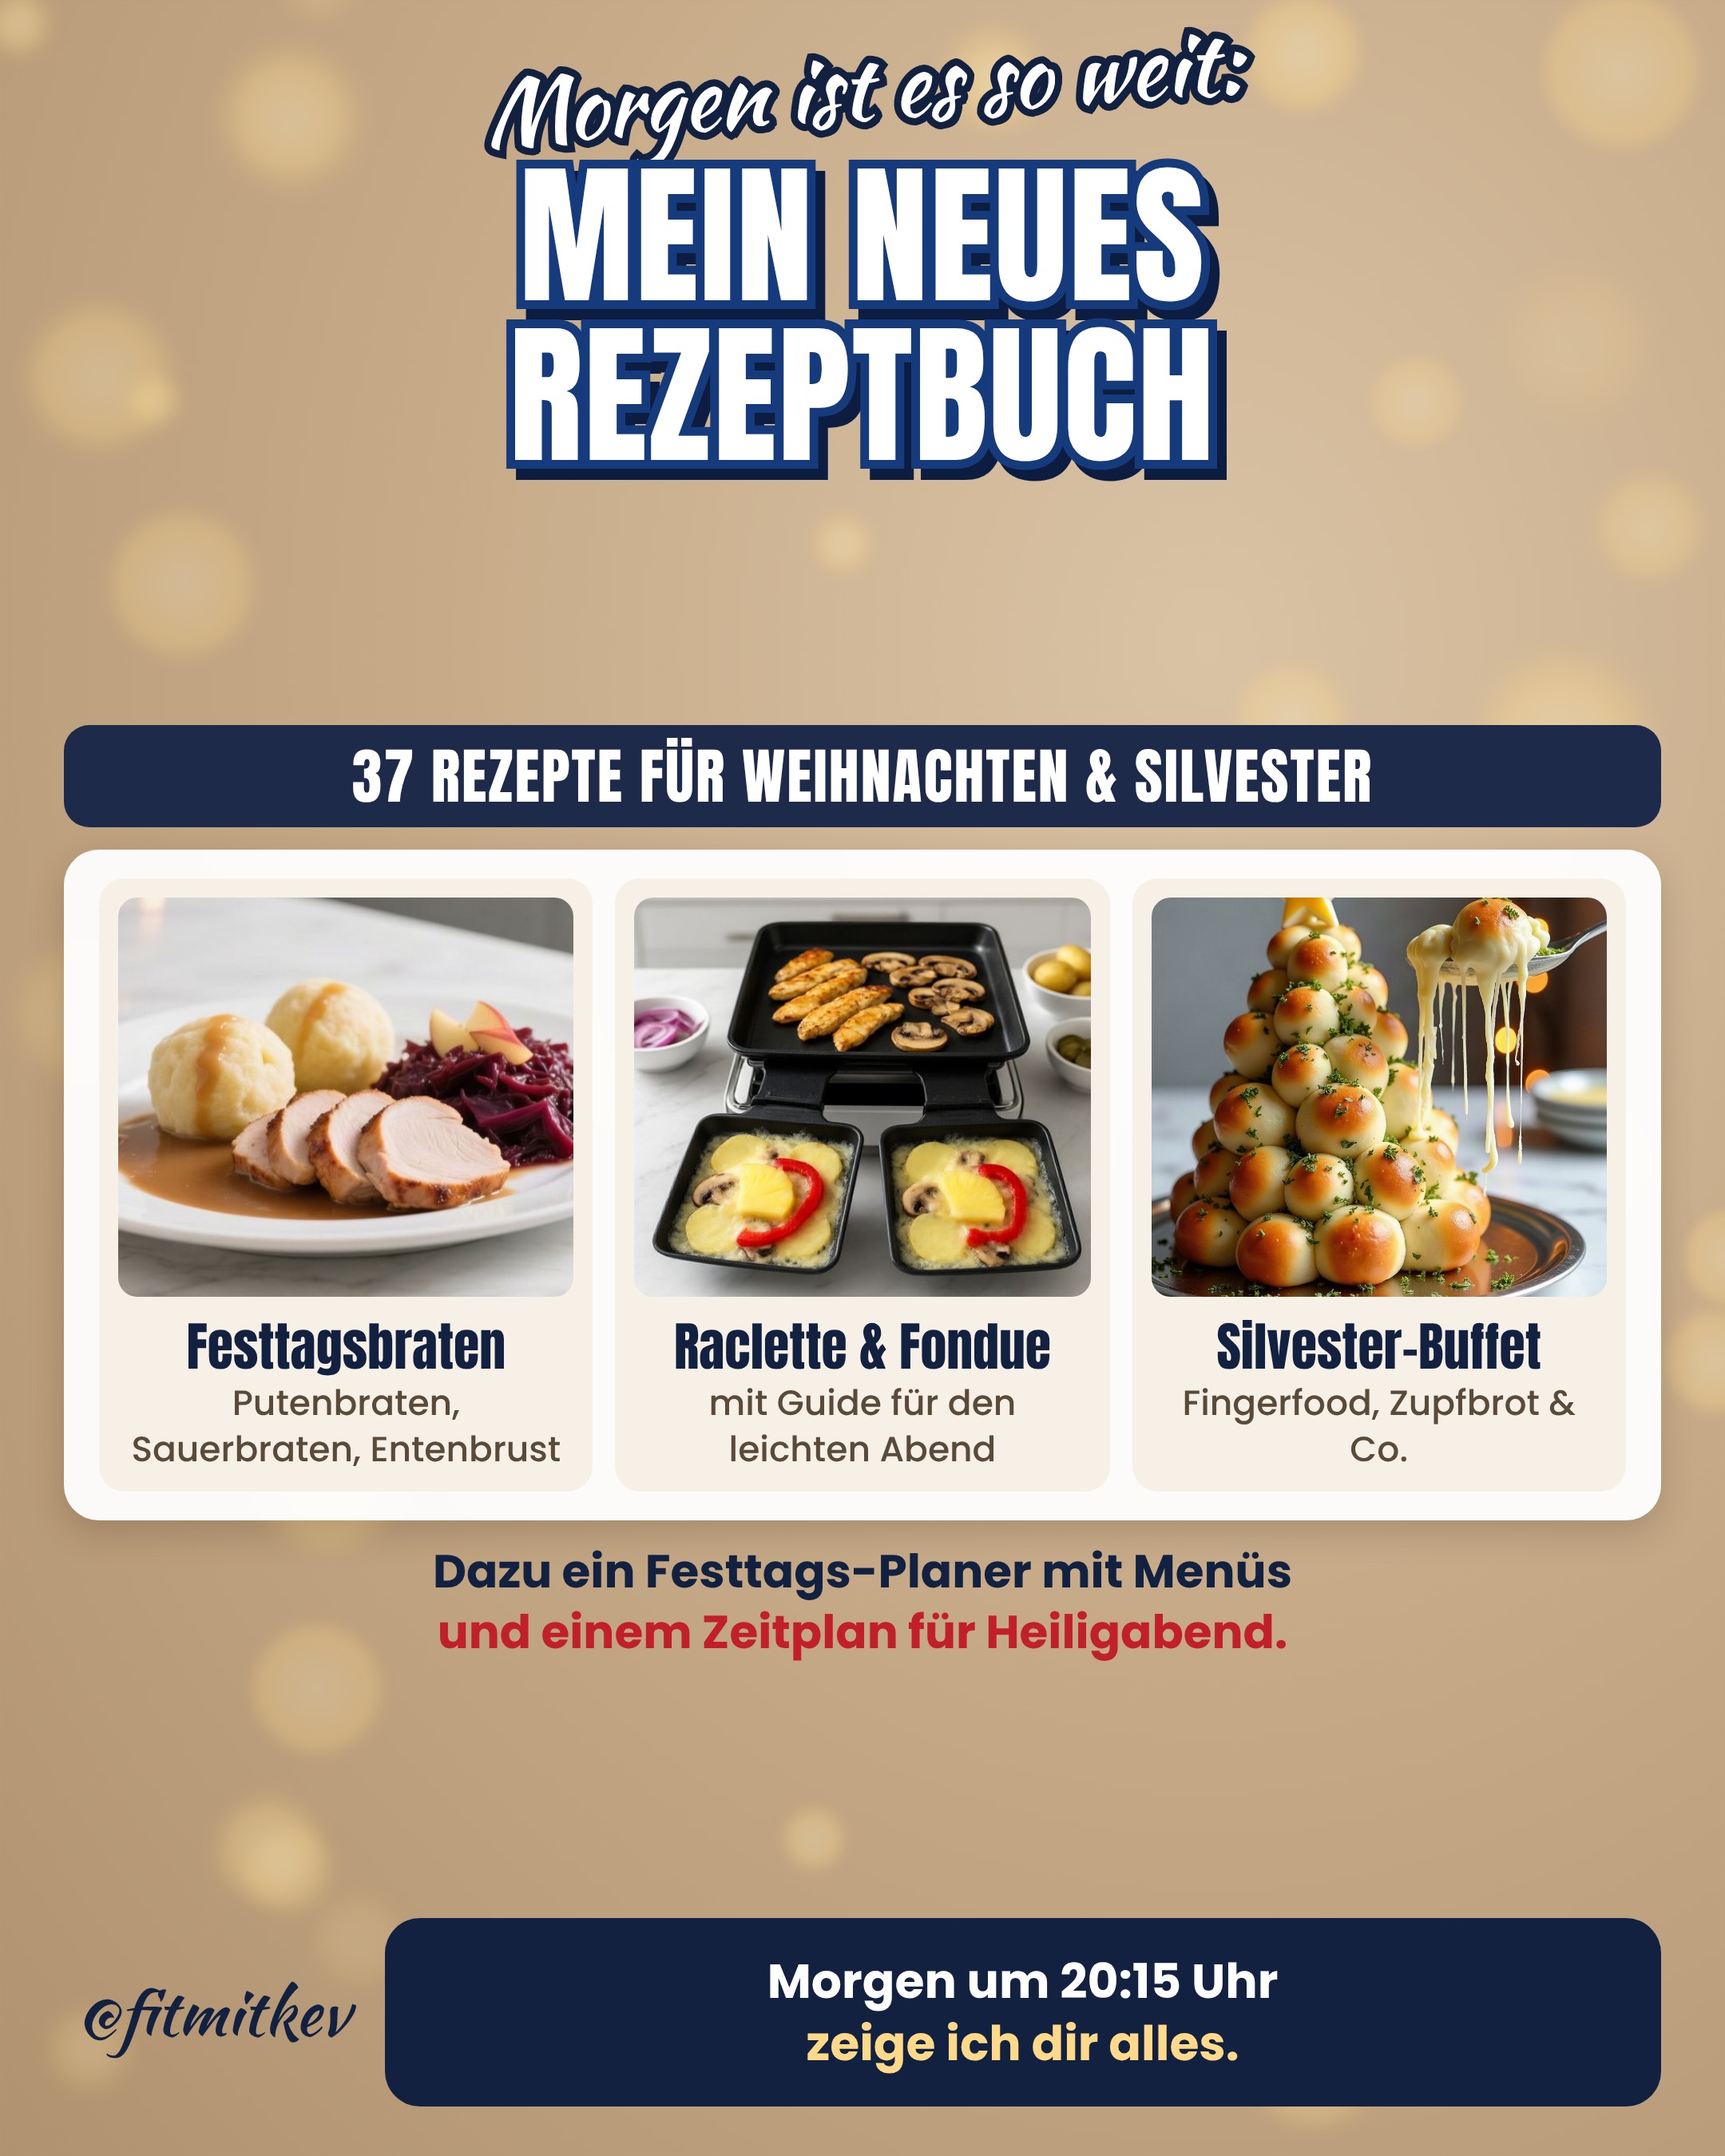 Morgen ist es so weit:
MEIN NEUES
REZEPTBUCH
37 REZEPTE FÜR WEIHNACHTEN & SILVESTER
Festtagsbraten
Putenbraten,
Sauerbraten, Entenbrust
Raclette & Fondue
mit Guide für den
leichten Abend
Silvester-Buffet
Fingerfood, Zupfbrot &
Co.
Dazu ein Festtags-Planer mit Menüs
und einem Zeitplan für Heiligabend.
@fitmitkev
Morgen um 20:15 Uhr
zeige ich dir alles.